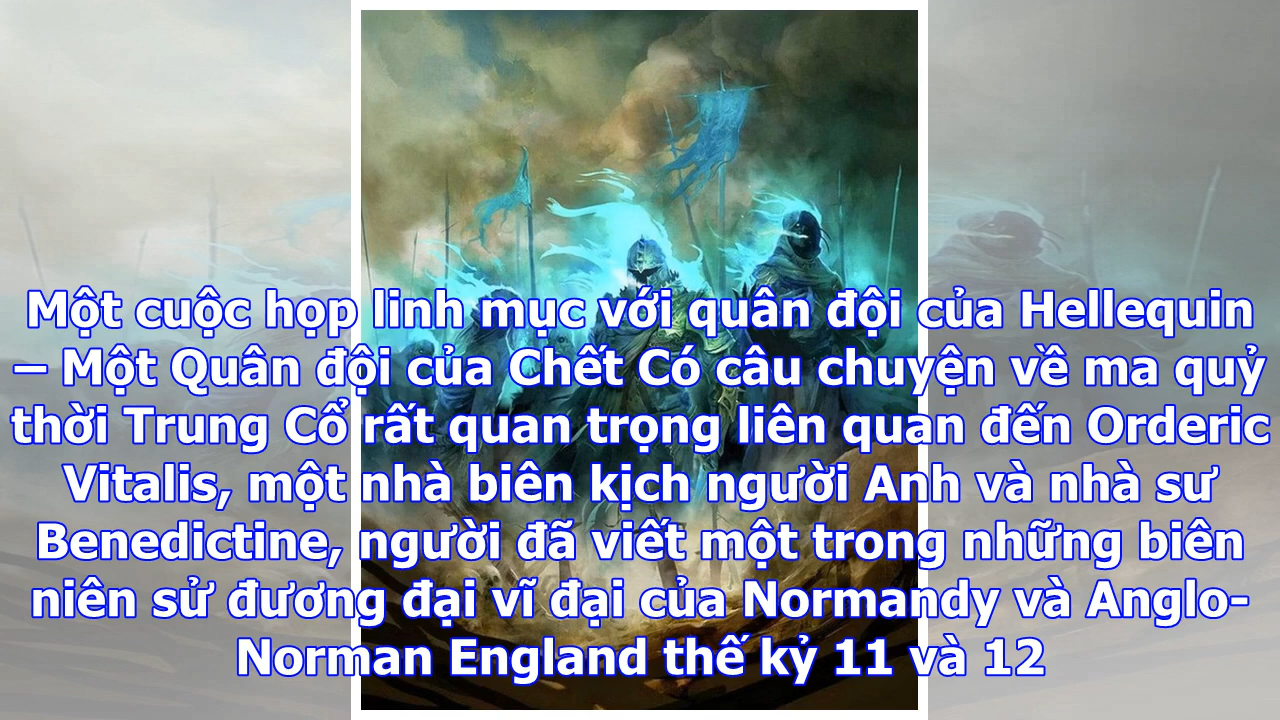 Một cuộc họp linh mục với quân đội của Hellequin
– Một Quân đội của Chết Có câu chuyện về ma quỷ
thời Trung Cổ rất quan trọng liên quan đến Orderic
Vitalis, một nhà biên kịch người Anh và nhà sư
Benedictine, người đã viết một trong những biên
niên sử đương đại vĩ đại của Normandy và Anglo-
Norman England thế kỷ 11 và 12